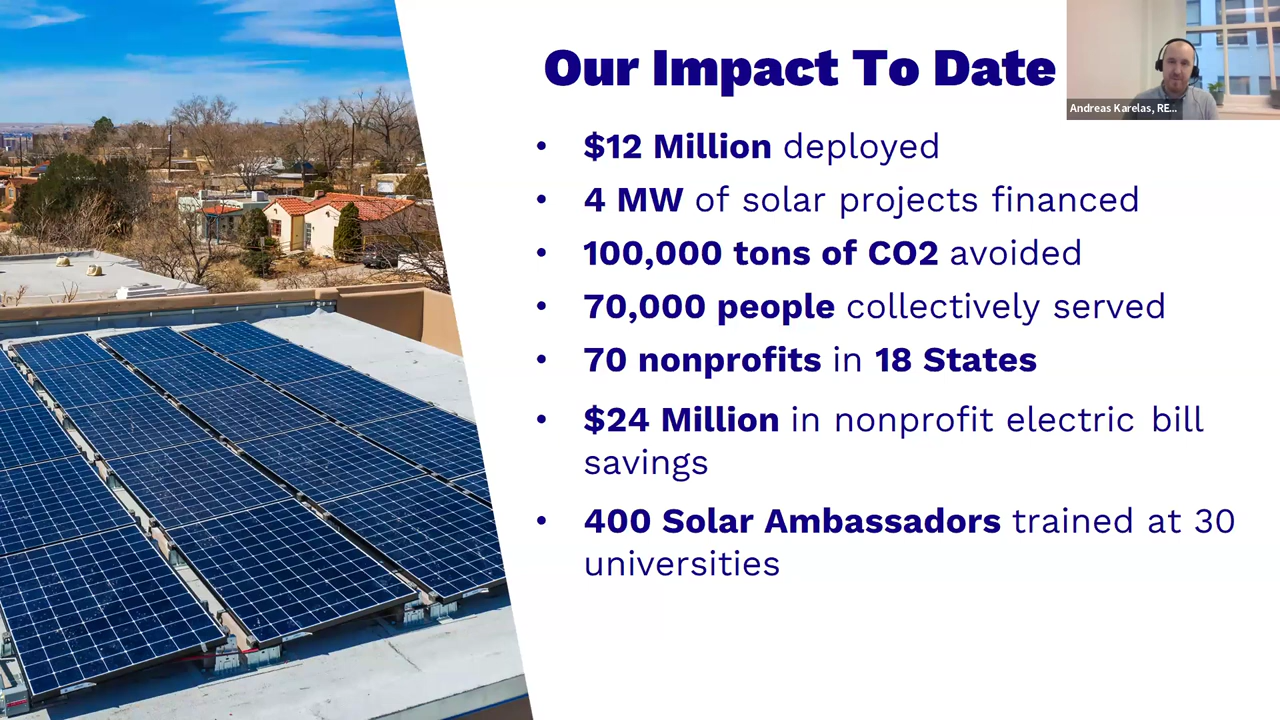 Our Impact To Date
Andreas Karelas, RE...
• $12 Million deployed
• 4 MW of solar projects financed
• 100,000 tons of CO2 avoided
• 70,000 people collectively served
• 70 nonprofits in 18 States
• $24 Million in nonprofit electric bill
savings
• 400 Solar Ambassadors trained at 30
universities